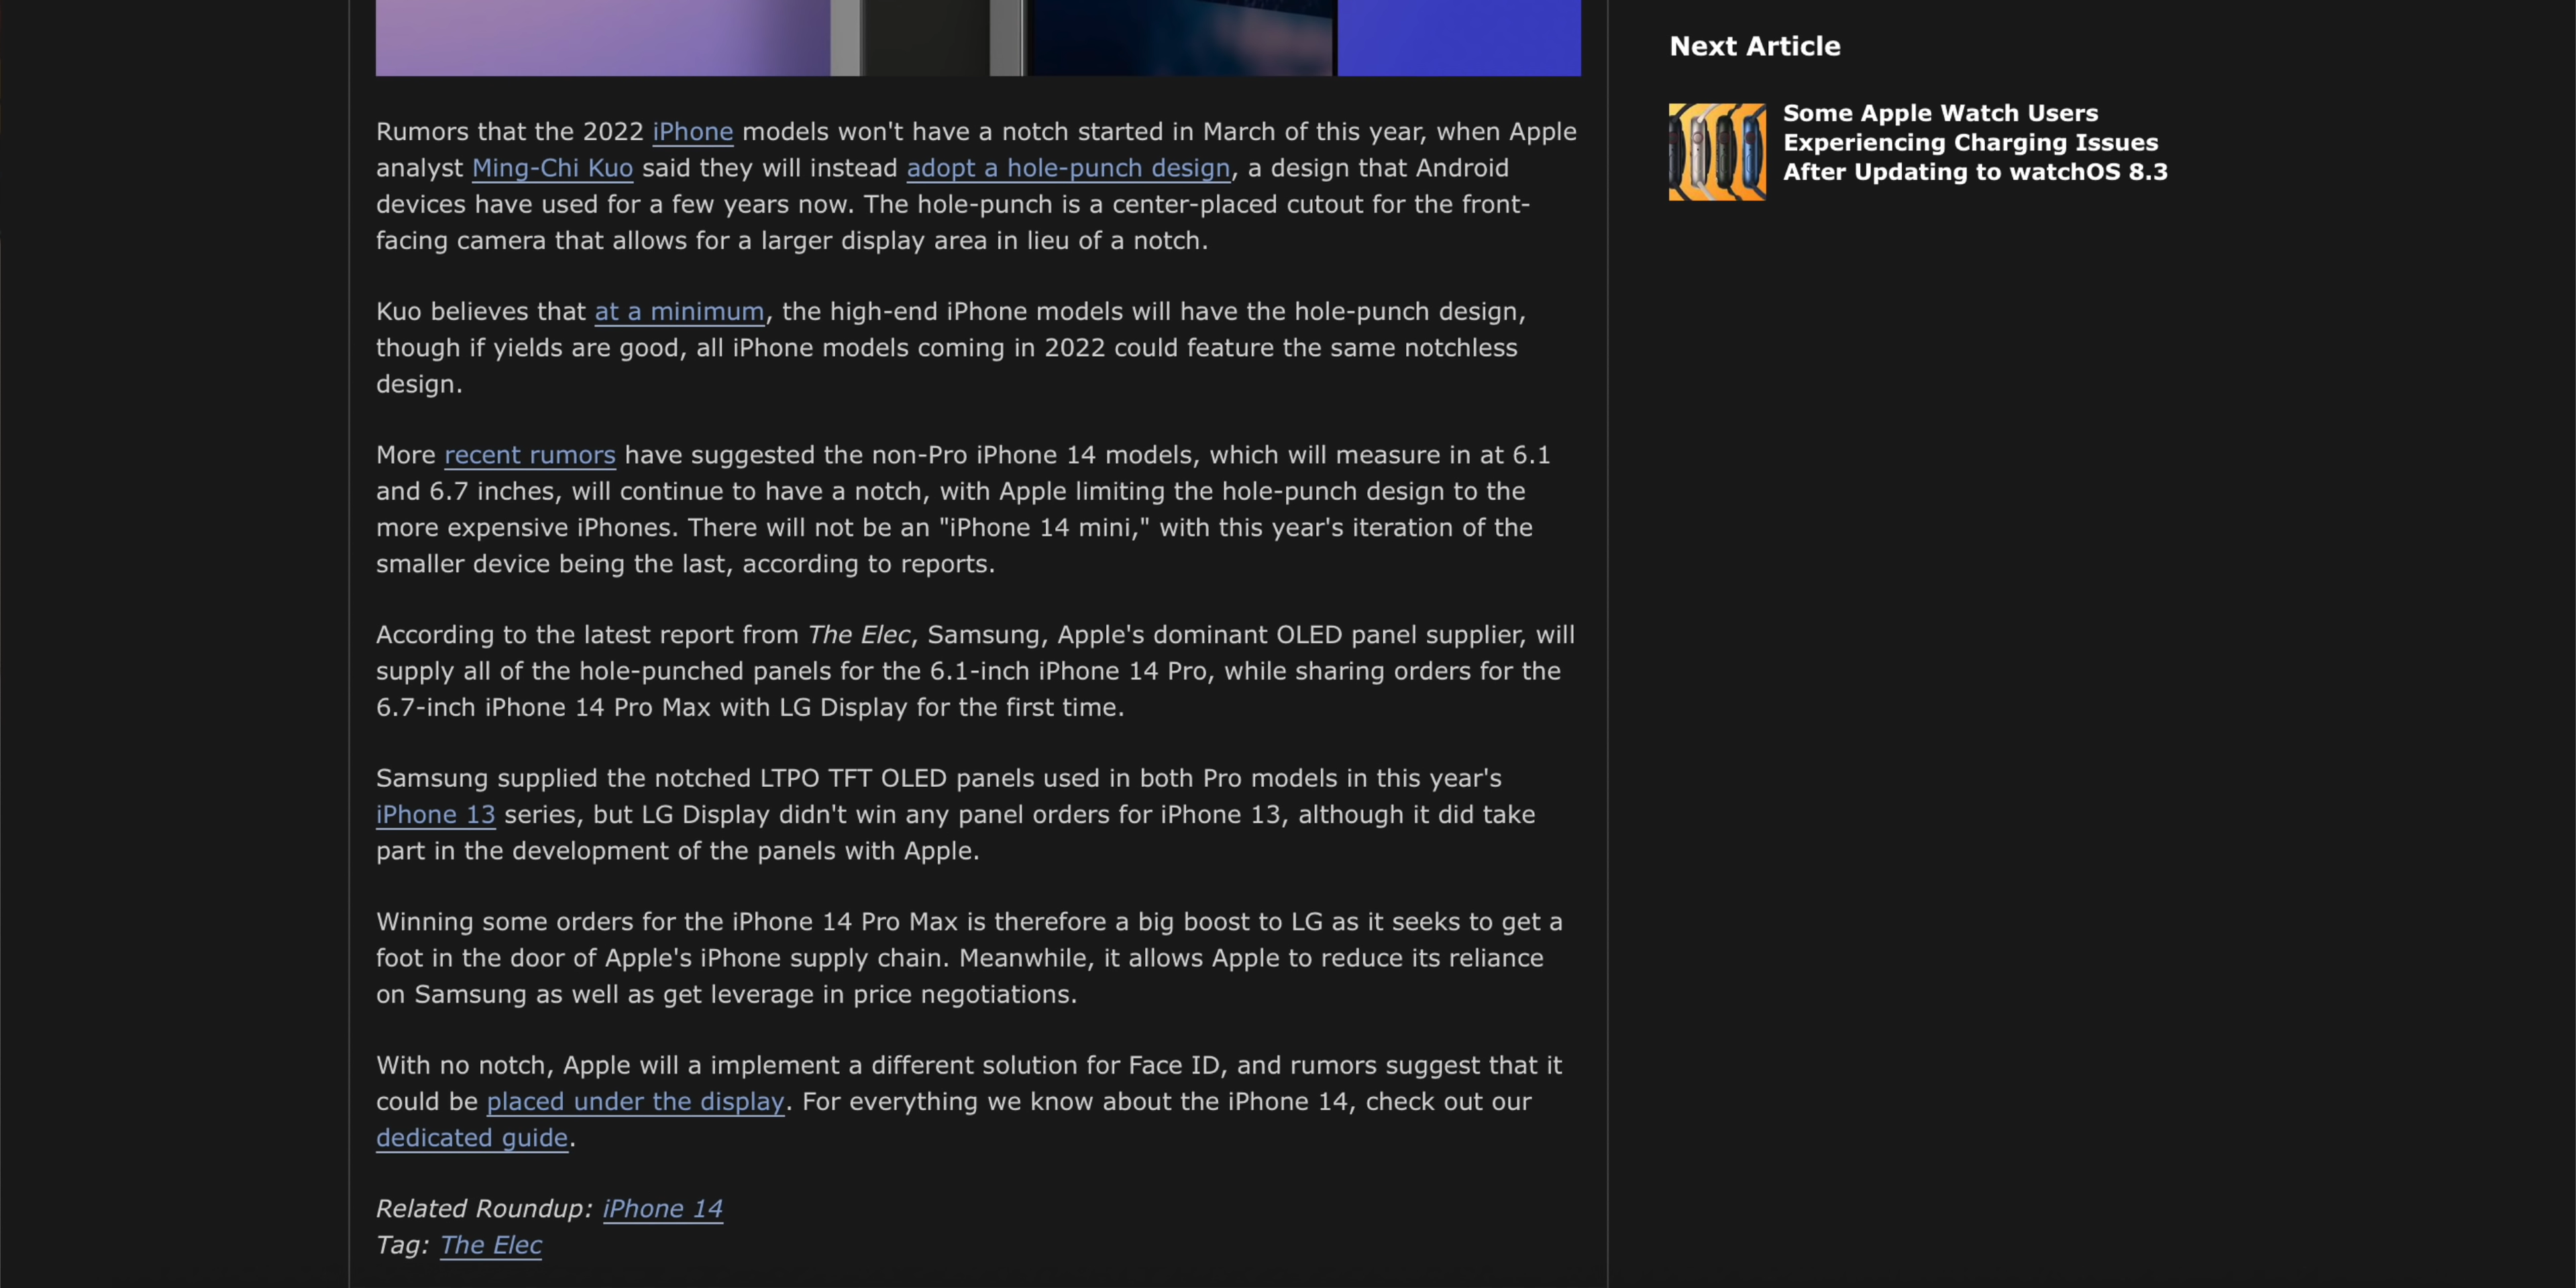 Rumors that the 2022 iPhone models won't have a notch started in March of this year, when Apple
analyst Ming-Chi Kuo said they will instead adopt a hole-punch design, a design that Android
devices have used for a few years now. The hole-punch is a center-placed cutout for the front-
facing camera that allows for a larger display area in lieu of a notch.
Kuo believes that at a minimum, the high-end iPhone models will have the hole-punch design,
though if yields are good, all iPhone models coming in 2022 could feature the same notchless
design.
More recent rumors have suggested the non-Pro iPhone 14 models, which will measure in at 6.1
and 6.7 inches, will continue to have a notch, with Apple limiting the hole-punch design to the
more expensive iPhones. There will not be an "iPhone 14 mini," with this year's iteration of the
smaller device being the last, according to reports.
According to the latest report from The Elec, Samsung, Apple's dominant OLED panel supplier, will
supply all of the hole-punched panels for the 6.1-inch iPhone 14 Pro, while sharing orders for the
6.7-inch iPhone 14 Pro Max with LG Display for the first time.
Samsung supplied the notched LTPO TFT OLED panels used in both Pro models in this year's
iPhone 13 series, but LG Display didn't win any panel orders for iPhone 13, although it did take
part in the development of the panels with Apple.
Winning some orders for the iPhone 14 Pro Max is therefore a big boost to LG as it seeks to get a
foot in the door of Apple's iPhone supply chain. Meanwhile, it allows Apple to reduce its reliance
on Samsung as well as get leverage in price negotiations.
With no notch, Apple will a implement a different solution for Face ID, and rumors suggest that it
could be placed under the display. For everything we know about the iPhone 14, check out our
dedicated guide.
Related Roundup: iPhone 14
Tag: The Elec
Next Article
Some Apple Watch Users
Experiencing Charging Issues
After Updating to watchOS 8.3